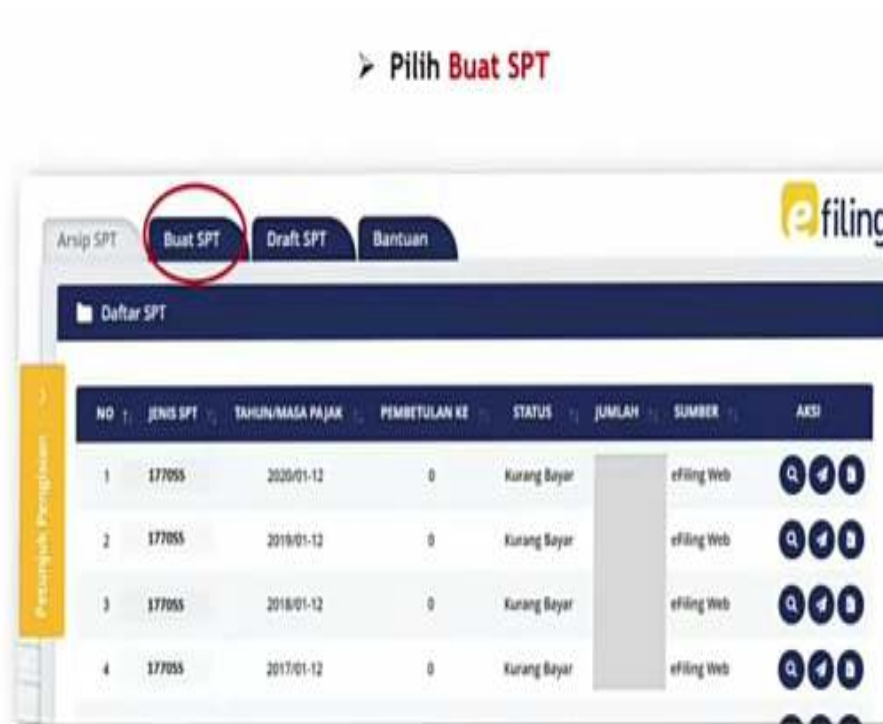 ➢ Pilih Buat SPT
Arsip SPT Buat SPT Draft SPT Bantuan
e filing
Daftar SPT
Petunjuk Pengisian
NO JENIS SPT TAHUN/MASA PAJAK PEMBETULAN KE STATUS JUMLAH SUMBER AKSI
1 1770SS 2020/01-12 0 Kurang Bayar eFiling Web
2 1770SS 2019/01-12 0 Kurang Bayar eFiling Web
3 1770SS 2018/01-12 0 Kurang Bayar eFiling Web
4 1770SS 2017/01-12 0 Kurang Bayar eFiling Web